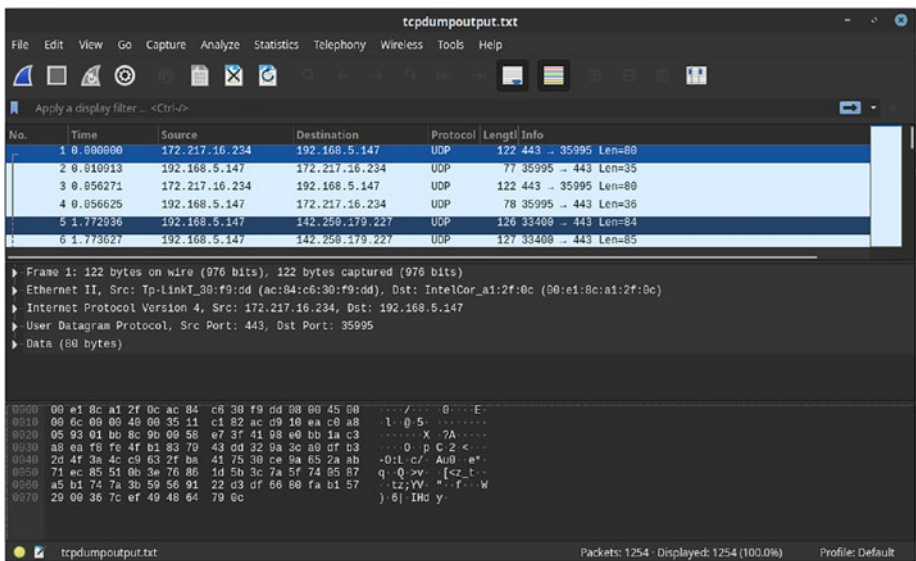 tcpdumpoutput.txt
File Edit View Go Capture Analyze Statistics Telephony Wireless Tools Help
Apply a display filter ... <Ctrl-/>
No. Time Source Destination Protocol Lengtl Info
1 0.000000 172.217.16.234 192.168.5.147 UDP 122 443 → 35995 Len=80
2 0.010913 192.168.5.147 172.217.16.234 UDP 77 35995 → 443 Len=35
3 0.056271 172.217.16.234 192.168.5.147 UDP 122 443 → 35995 Len=80
4 0.056625 192.168.5.147 172.217.16.234 UDP 78 35995 → 443 Len=36
5 1.772936 192.168.5.147 142.250.179.227 UDP 126 33400 → 443 Len=84
6 1.773627 192.168.5.147 142.250.179.227 UDP 127 33400 → 443 Len=85
Frame 1: 122 bytes on wire (976 bits), 122 bytes captured (976 bits)
Ethernet II, Src: Tp-LinkT_30:f9:dd (ac:84:c6:30:f9:dd), Dst: IntelCor_a1:2f:0c (00:e1:8c:a1:2f:0c)
Internet Protocol Version 4, Src: 172.217.16.234, Dst: 192.168.5.147
User Datagram Protocol, Src Port: 443, Dst Port: 35995
Data (80 bytes)
0000 00 e1 8c a1 2f 0c ac 84 c6 30 f9 dd 08 00 45 00 ····/··· ·0····E·
0010 00 6c 00 00 40 00 35 11 c1 82 ac d9 10 ea c0 a8 ·l··@·5· ········
0020 05 93 01 bb 8c 9b 00 58 e7 3f 41 98 e0 bb 1a c3 ·······X ·?A·····
0030 a8 ea f8 fe 4f b1 83 70 43 dd 32 9a 3c a0 df b3 ····O··p C·2·<···
0040 2d 4f 3a 4c c9 63 2f ba 41 75 30 ce 9a 65 2a ab -O:L·c/· Au0··e*·
0050 71 ec 85 51 0b 3e 76 86 1d 5b 3c 7a 5f 74 05 87 q··Q·>v· ·[<z_t··
0060 a5 b1 74 7a 3b 59 56 91 22 d3 df 66 80 fa b1 57 ··tz;YV· "··f···W
0070 29 00 36 7c ef 49 48 64 79 0c )·6|·IHd y·
tcpdumpoutput.txt Packets: 1254 · Displayed: 1254 (100.0%) Profile: Default